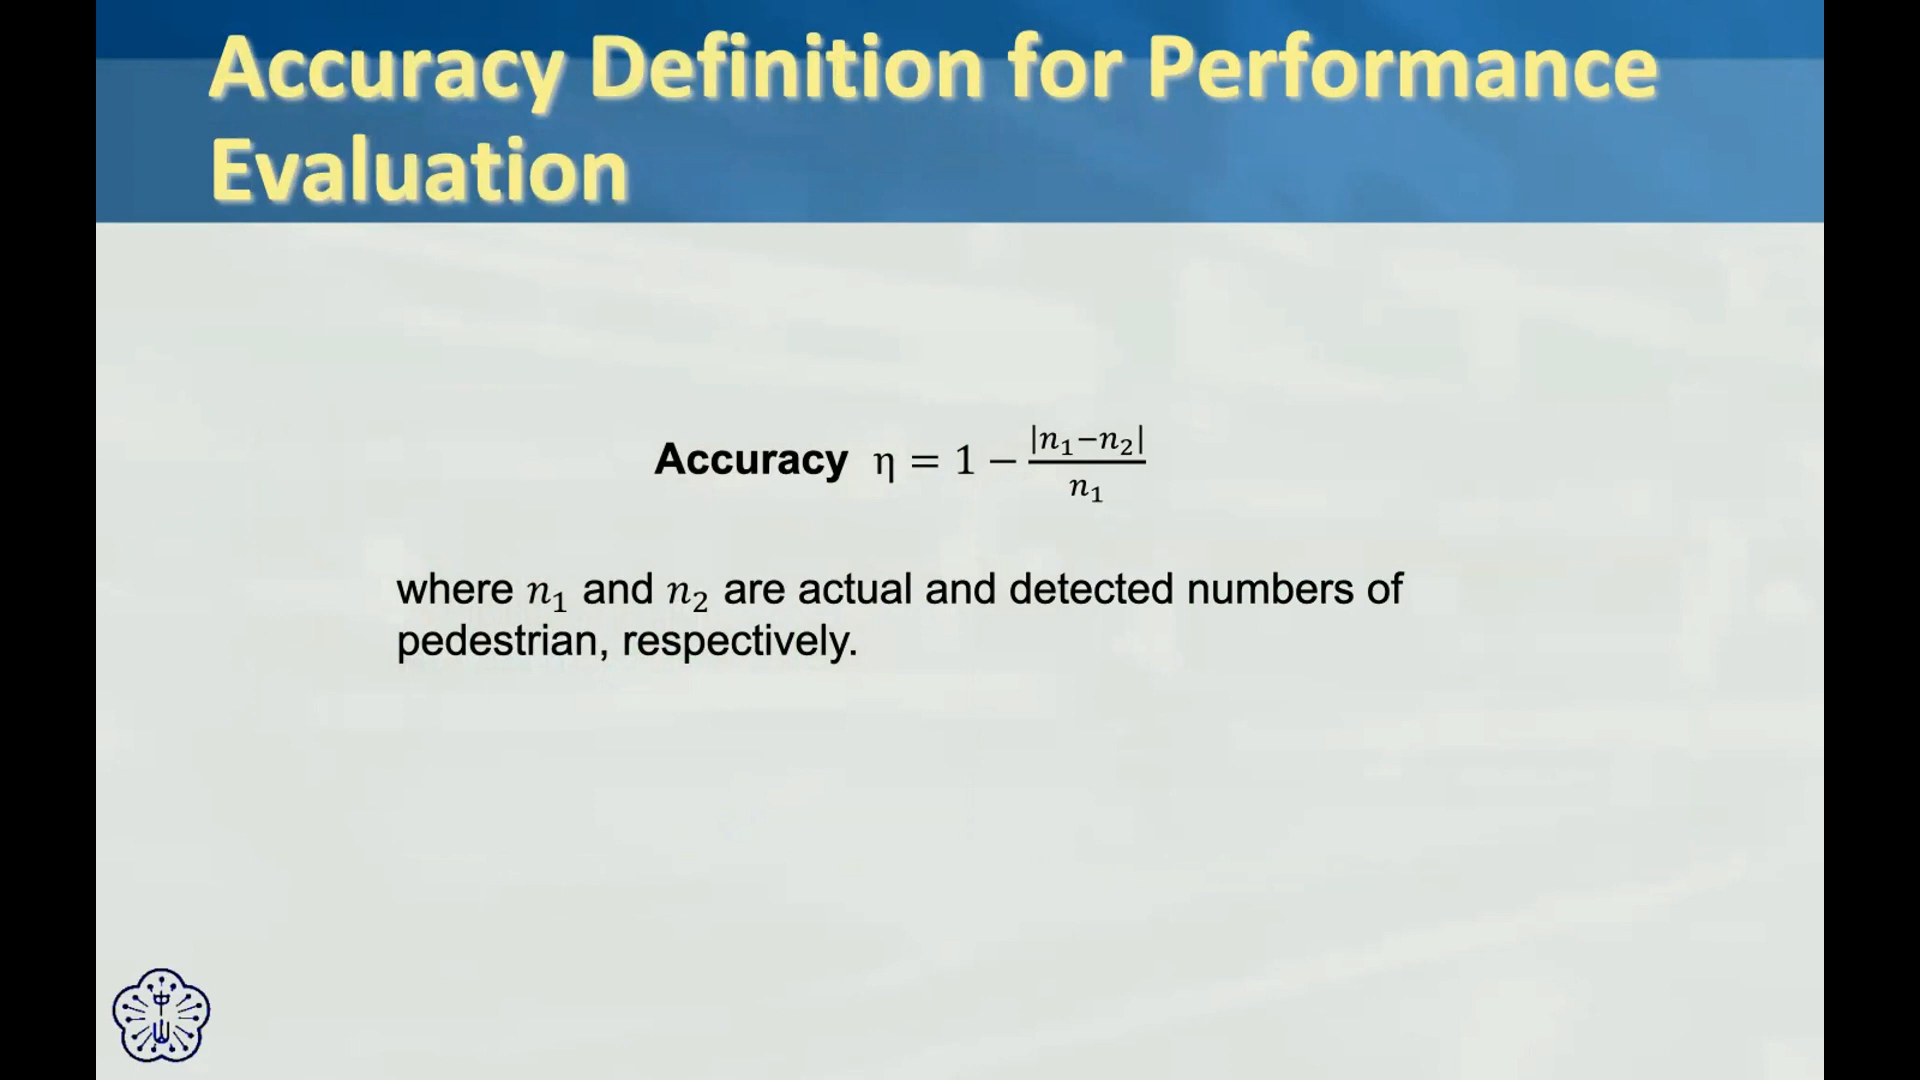 Accuracy Definition for Performance
Evaluation
Accuracy η = 1 − |n₁−n₂| / n₁
where n₁ and n₂ are actual and detected numbers of
pedestrian, respectively.